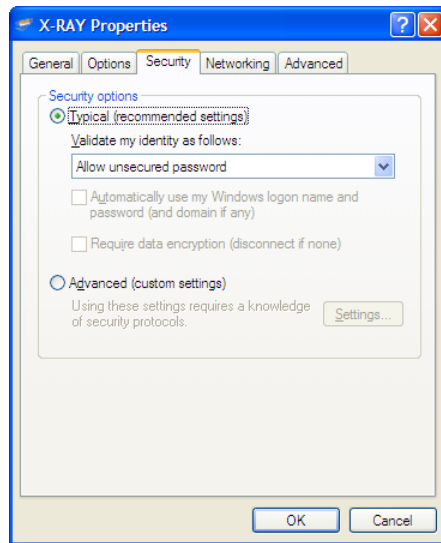 X-RAY Properties
General Options Security Networking Advanced
Security options
Typical (recommended settings)
Validate my identity as follows:
Allow unsecured password
Automatically use my Windows logon name and
password (and domain if any)
Require data encryption (disconnect if none)
Advanced (custom settings)
Using these settings requires a knowledge
of security protocols.
Settings...
OK Cancel